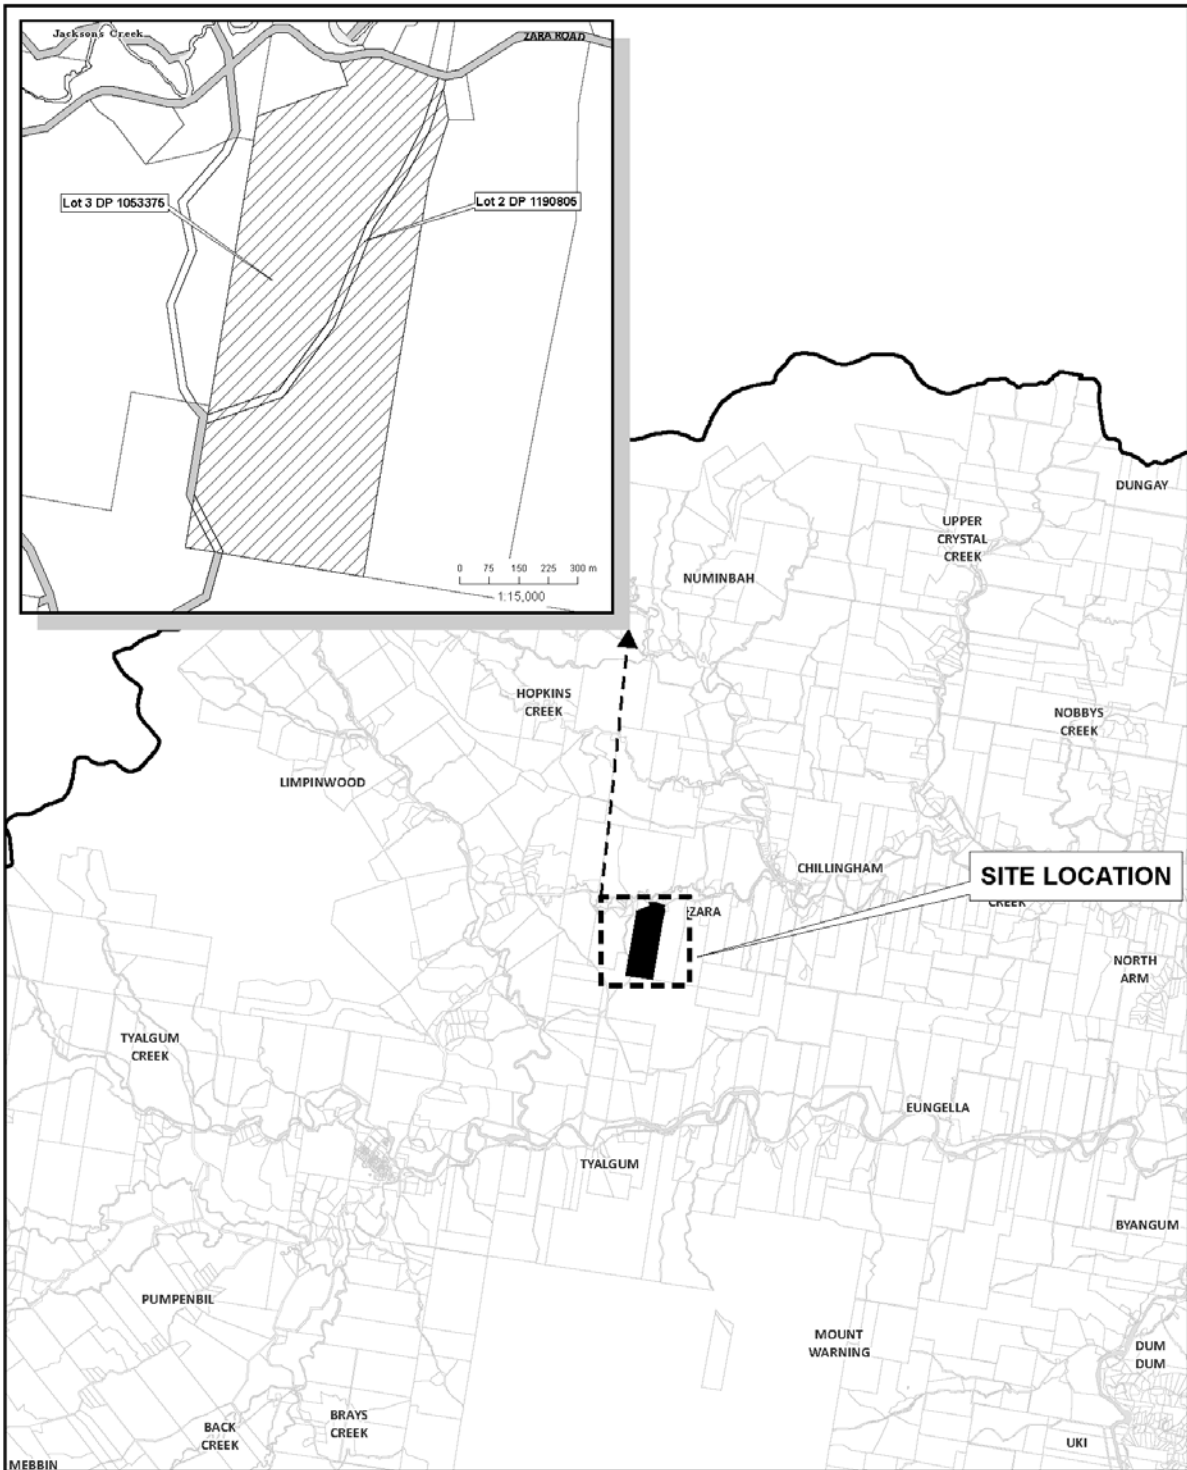 Jackson's Creek
ZARA ROAD
Lot 3 DP 1053375
Lot 2 DP 1190805
0 75 150 225 300 m
1:15,000
DUNGAY
UPPER
CRYSTAL
CREEK
NUMINBAH
HOPKINS
CREEK
NOBBYS
CREEK
LIMPINWOOD
CHILLINGHAM
SITE LOCATION
CREEK
ZARA
NORTH
ARM
TYALGUM
CREEK
EUNGELLA
TYALGUM
BYANGUM
PUMPENBIL
MOUNT
WARNING
DUM
DUM
BRAYS
CREEK
BACK
CREEK
UKI
MEBBIN